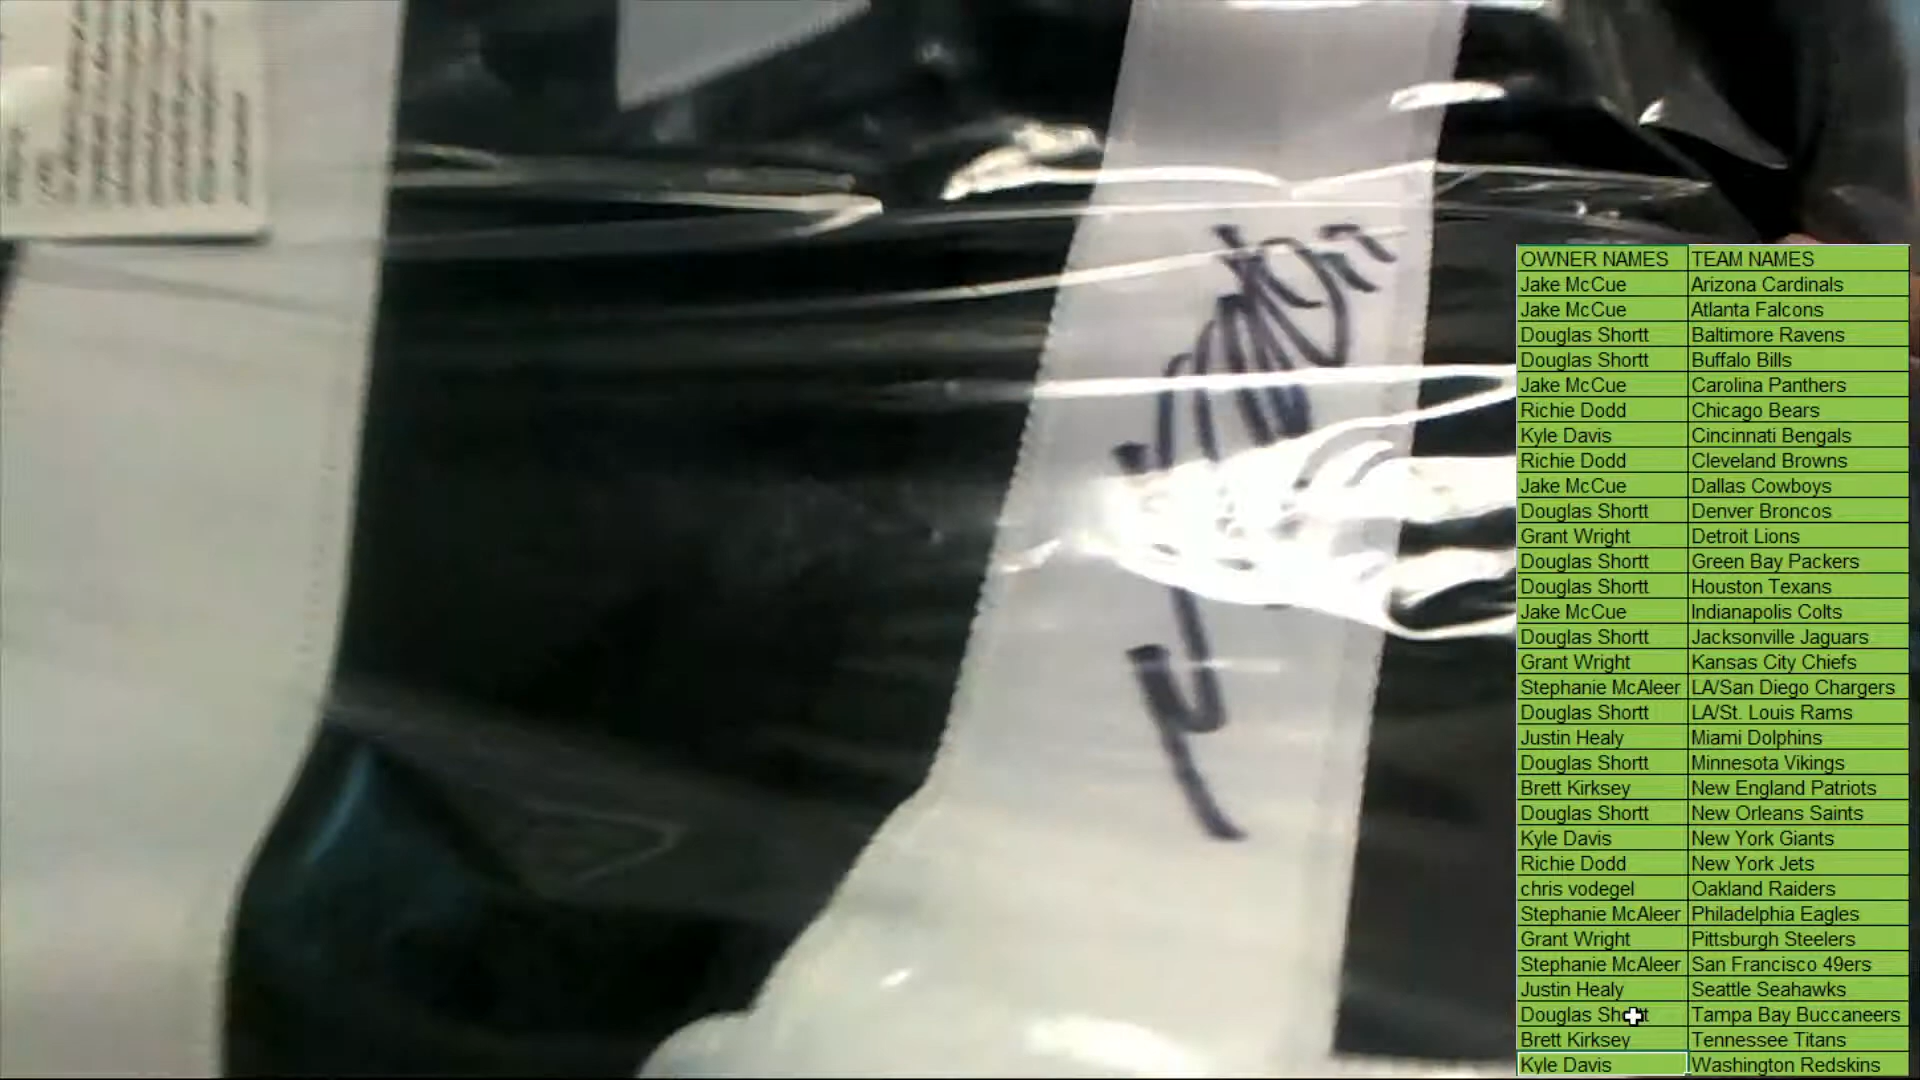 OWNER NAMES TEAM NAMES
Jake McCue Arizona Cardinals
Jake McCue Atlanta Falcons
Douglas Shortt Baltimore Ravens
Douglas Shortt Buffalo Bills
Jake McCue Carolina Panthers
Richie Dodd Chicago Bears
Kyle Davis Cincinnati Bengals
Richie Dodd Cleveland Browns
Jake McCue Dallas Cowboys
Douglas Shortt Denver Broncos
Grant Wright Detroit Lions
Douglas Shortt Green Bay Packers
Douglas Shortt Houston Texans
Jake McCue Indianapolis Colts
Douglas Shortt Jacksonville Jaguars
Grant Wright Kansas City Chiefs
Stephanie McAleer LA/San Diego Chargers
Douglas Shortt LA/St. Louis Rams
Justin Healy Miami Dolphins
Douglas Shortt Minnesota Vikings
Brett Kirksey New England Patriots
Douglas Shortt New Orleans Saints
Kyle Davis New York Giants
Richie Dodd New York Jets
chris vodegel Oakland Raiders
Stephanie McAleer Philadelphia Eagles
Grant Wright Pittsburgh Steelers
Stephanie McAleer San Francisco 49ers
Justin Healy Seattle Seahawks
Douglas Shortt Tampa Bay Buccaneers
Brett Kirksey Tennessee Titans
Kyle Davis Washington Redskins